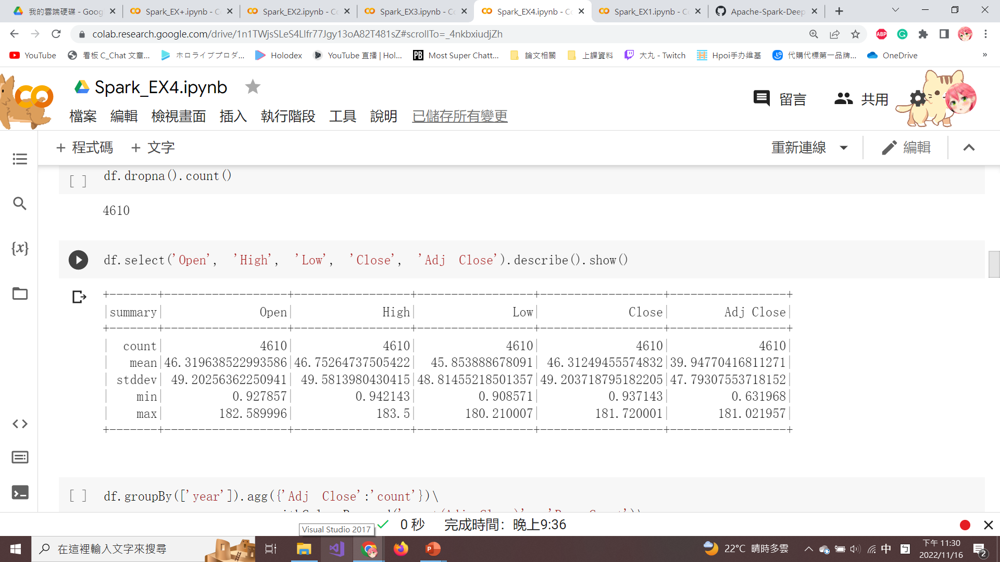 我的雲端硬碟 - Goog
Spark_EX+.ipynb - C
Spark_EX2.ipynb - C
Spark_EX3.ipynb - C
Spark_EX4.ipynb - C
Spark_EX1.ipynb - C
Apache-Spark-Deep
colab.research.google.com/drive/1n1TWjsSLeS4Llfr77Jgy13oA82T481sZ#scrollTo=_4nkbxiudjZh
ABP
YouTube
看板 C_Chat 文章...
ホロライブプロダ...
Holodex
YouTube 直播 | Hol...
PB
Most Super Chatt...
論文相關
上課資料
大丸 - Twitch
Hpoi手办维基
代購代標第一品牌...
OneDrive
»
Spark_EX4.ipynb
留言
共用
檔案 編輯 檢視畫面 插入 執行階段 工具 說明 已儲存所有變更
+ 程式碼 + 文字
重新連線
編輯
[ ] df.dropna().count()
4610
{x}
df.select('Open', 'High', 'Low', 'Close', 'Adj Close').describe().show()
+-------+------------------+-----------------+-----------------+------------------+-----------------+
|summary| Open| High| Low| Close| Adj Close|
+-------+------------------+-----------------+-----------------+------------------+-----------------+
| count| 4610| 4610| 4610| 4610| 4610|
| mean|46.319638522993586|46.75264737505422| 45.853888678091| 46.31249455574832|39.94770416811271|
| stddev| 49.20256362250941| 49.5813980430415|48.81455218501357|49.203718795182205|47.79307553718152|
| min| 0.927857| 0.942143| 0.908571| 0.937143| 0.631968|
| max| 182.589996| 183.5| 180.210007| 181.720001| 181.021957|
+-------+------------------+-----------------+-----------------+------------------+-----------------+
[ ] df.groupBy(['year']).agg({'Adj Close':'count'})\
0 秒 完成時間： 晚上9:36
Visual Studio 2017
在這裡輸入文字來搜尋
22°C 晴時多雲
中
下午 11:30
2022/11/16
2